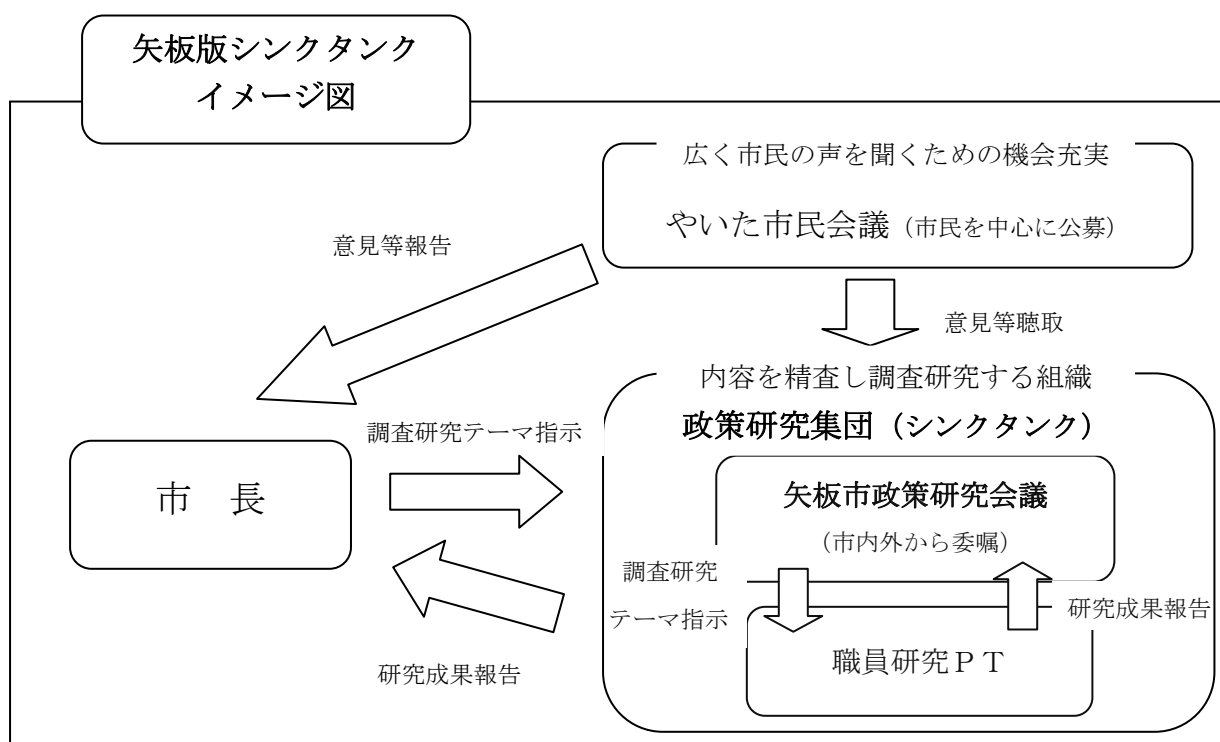 矢板版シンクタンク
イメージ図
広く市民の声を聞くための機会充実
やいた市民会議（市民を中心に公募）
意見等報告
意見等聴取
内容を精査し調査研究する組織
政策研究集団（シンクタンク）
調査研究テーマ指示
市　長
矢板市政策研究会議
（市内外から委嘱）
調査研究
テーマ指示
研究成果報告
職員研究ＰＴ
研究成果報告